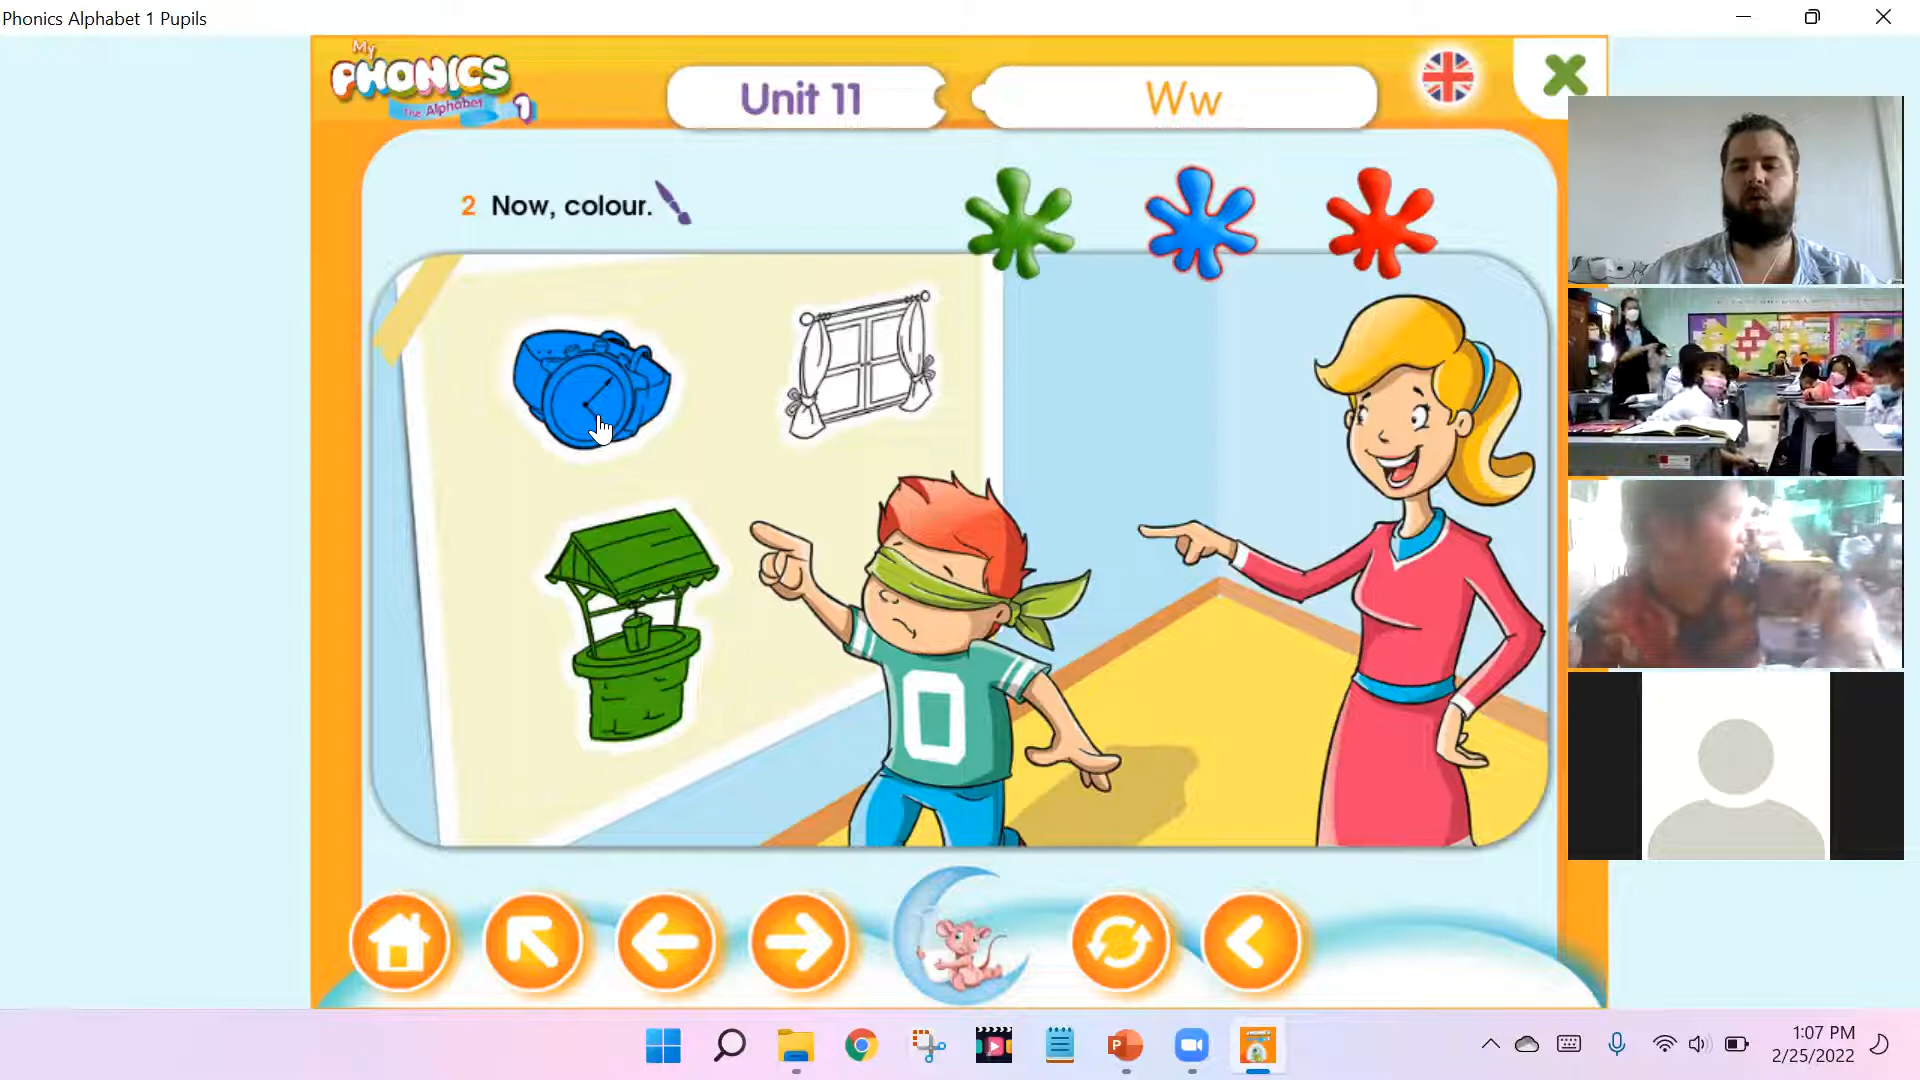 Phonics Alphabet 1 Pupils
My
PHONICS
The Alphabet 1
Unit 11
Ww
2 Now, colour.
0
P
1:07 PM
2/25/2022